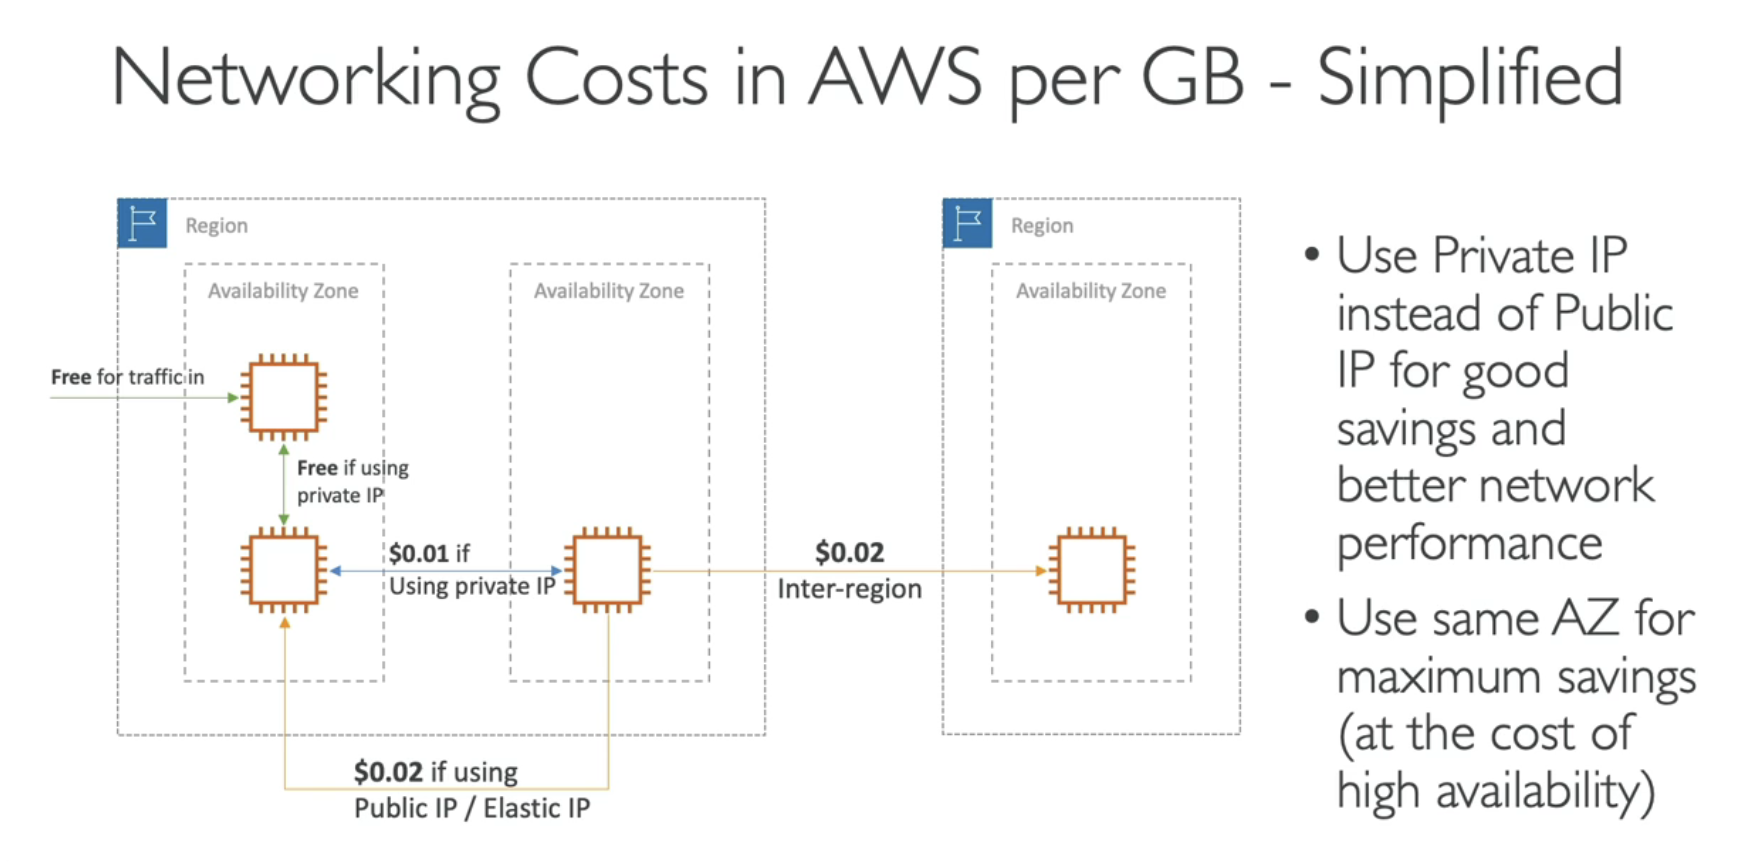 Networking Costs in AWS per GB - Simplified
Region
Availability Zone
Availability Zone
Free for traffic in
Free if using
private IP
$0.01 if
Using private IP
$0.02 if using
Public IP / Elastic IP
$0.02
Inter-region
Region
Availability Zone
• Use Private IP
instead of Public
IP for good
savings and
better network
performance
• Use same AZ for
maximum savings
(at the cost of
high availability)